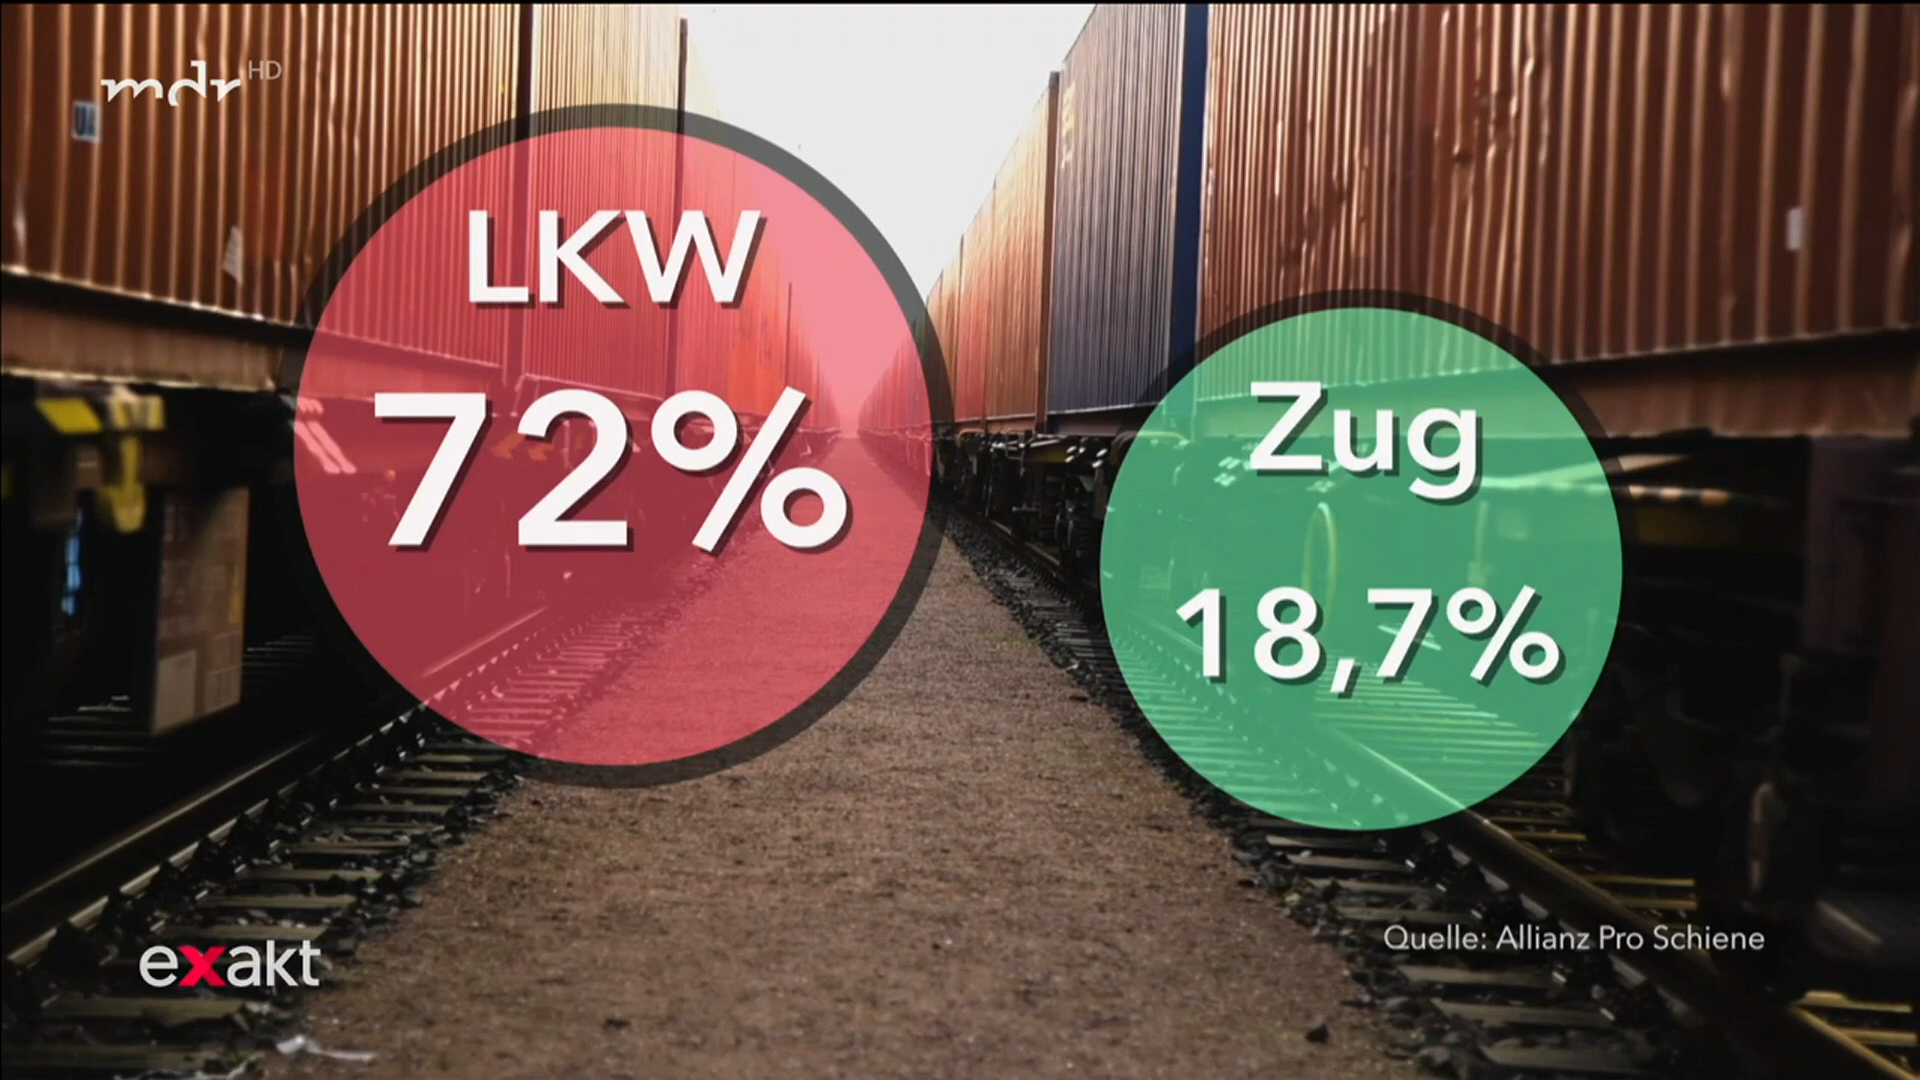 mdr HD
LKW
72%
Zug
18,7%
Quelle: Allianz Pro Schiene
exakt